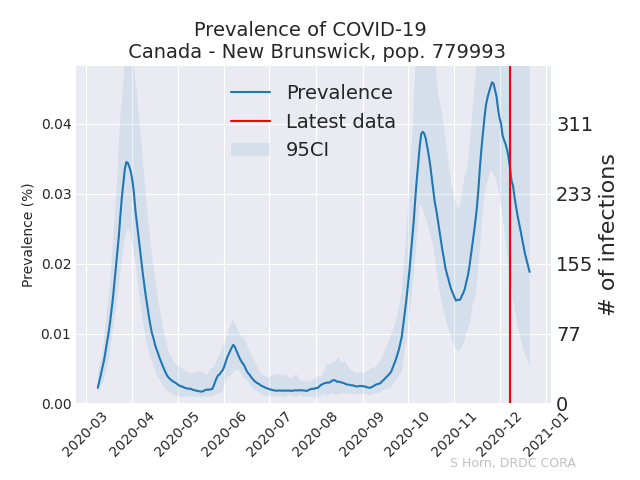 Prevalence of COVID-19
Canada - New Brunswick, pop. 779993
Prevalence
Latest data
95CI
Prevalence (%)
0.04
0.03
0.02
0.01
0.00
311
233
155
77
0
# of infections
2020-03
2020-04
2020-05
2020-06
2020-07
2020-08
2020-09
2020-10
2020-11
2020-12
2021-01
S Horn, DRDC CORA